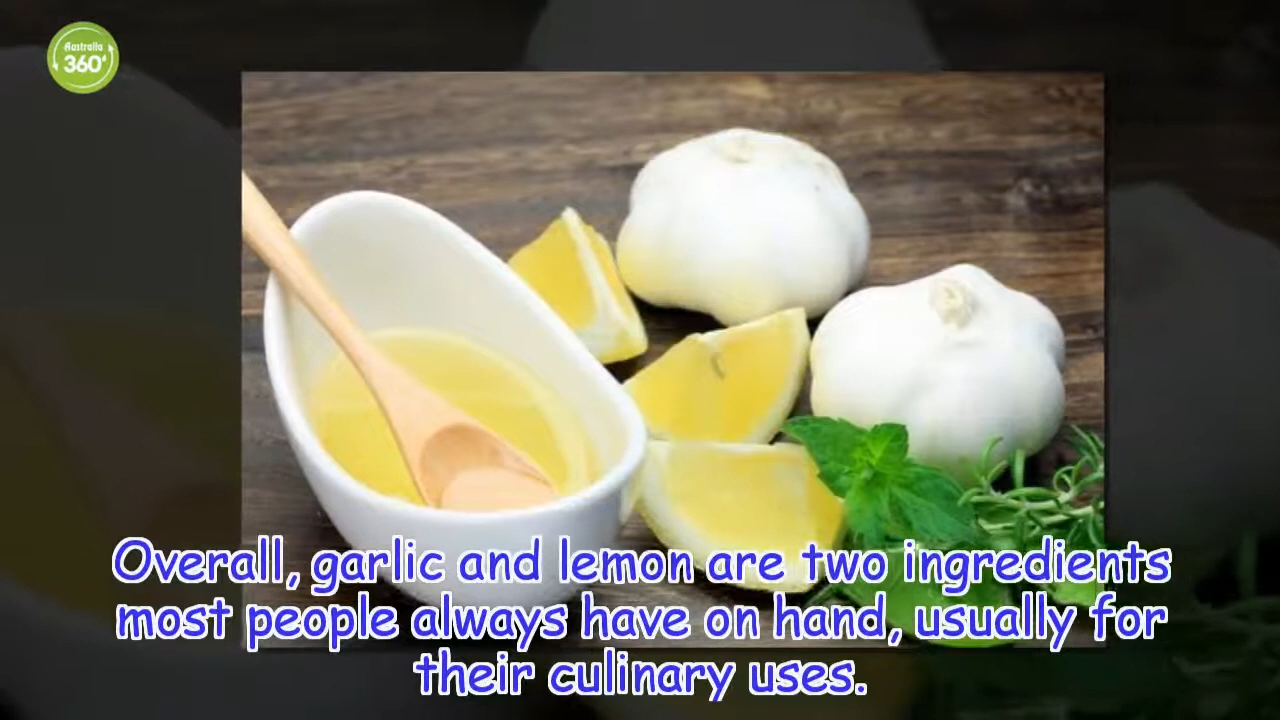 Australia
360°
Overall, garlic and lemon are two ingredients
most people always have on hand, usually for
their culinary uses.